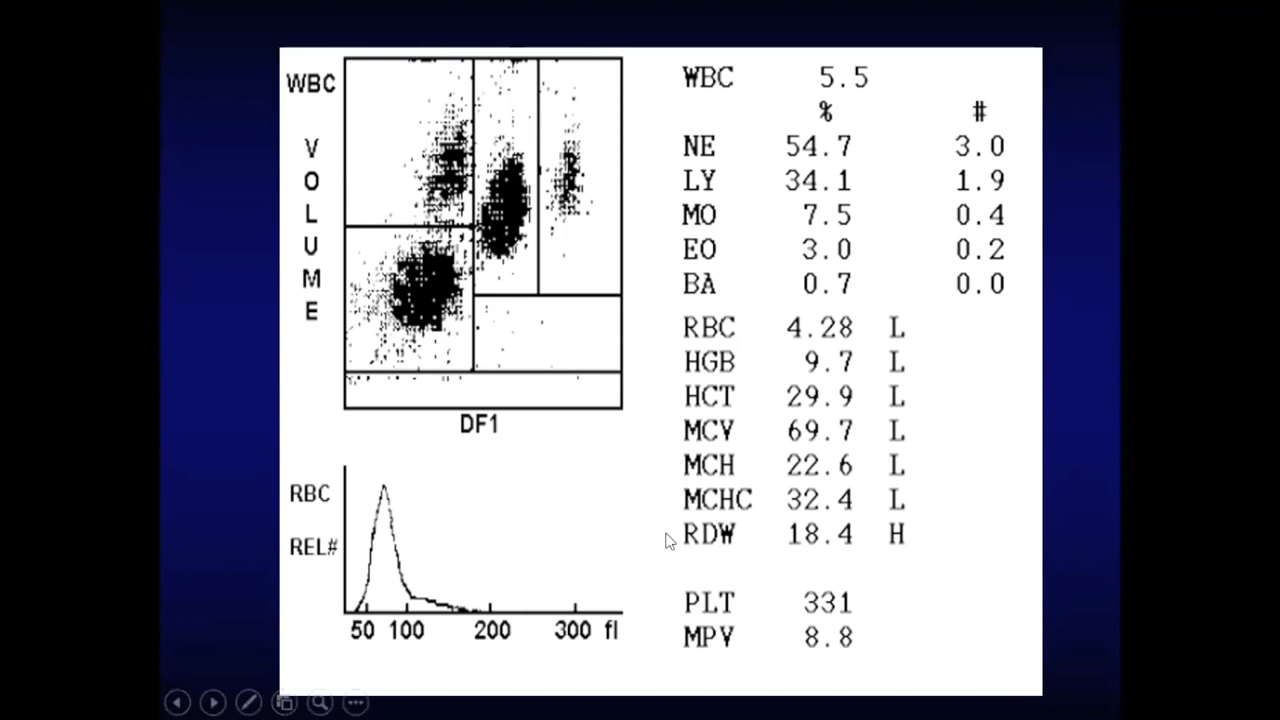 WBC
V
O
L
U
M
E
DF1
RBC
REL#
50 100 200 300 fl
WBC 5.5
% #
NE 54.7 3.0
LY 34.1 1.9
MO 7.5 0.4
EO 3.0 0.2
BA 0.7 0.0
RBC 4.28 L
HGB 9.7 L
HCT 29.9 L
MCV 69.7 L
MCH 22.6 L
MCHC 32.4 L
RDW 18.4 H
PLT 331
MPV 8.8